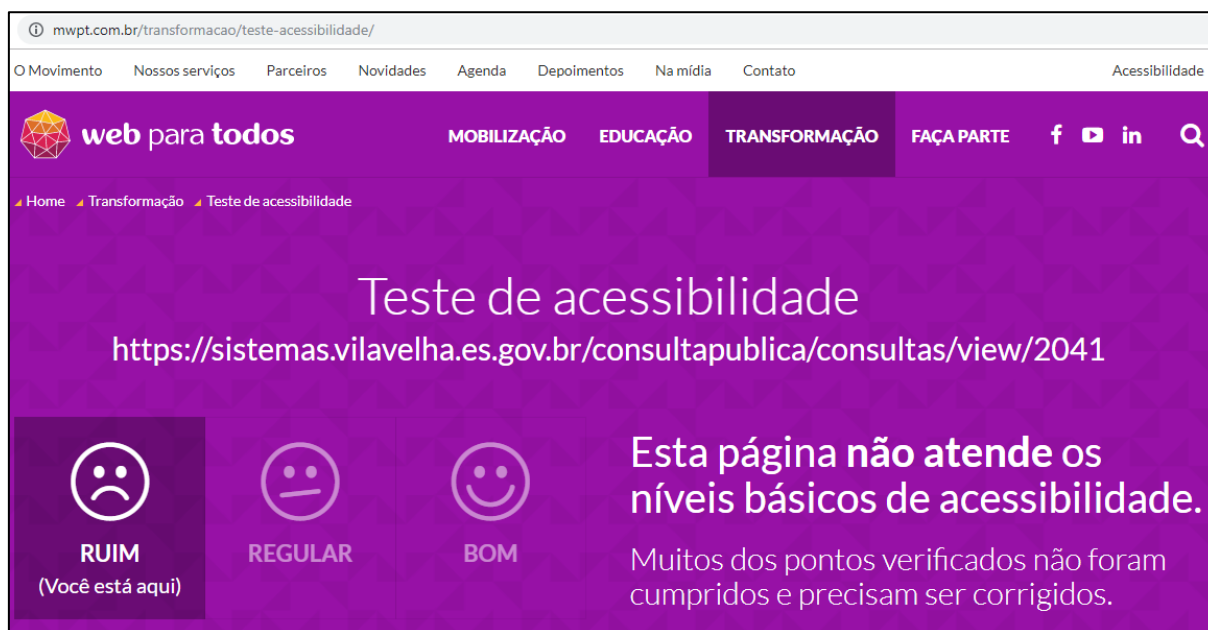 mwpt.com.br/transformacao/teste-acessibilidade/
O Movimento Nossos serviços Parceiros Novidades Agenda Depoimentos Na mídia Contato Acessibilidade
web para todos MOBILIZAÇÃO EDUCAÇÃO TRANSFORMAÇÃO FAÇA PARTE
Home Transformação Teste de acessibilidade
Teste de acessibilidade
https://sistemas.vilavelha.es.gov.br/consultapublica/consultas/view/2041
RUIM
(Você está aqui)
REGULAR
BOM
Esta página não atende os
níveis básicos de acessibilidade.
Muitos dos pontos verificados não foram
cumpridos e precisam ser corrigidos.